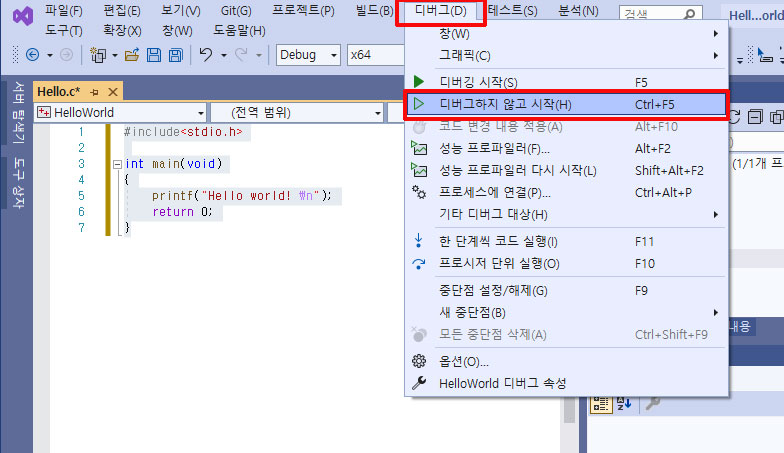 파일(F) 편집(E) 보기(V) Git(G) 프로젝트(P) 빌드(B) 디버그(D) 테스트(S) 분석(N) 검색 Hell...orld
도구(T) 확장(X) 창(W) 도움말(H)
Debug x64
서버 탐색기 도구 상자
Hello.c*
HelloWorld (전역 범위)
1 #include<stdio.h>
2
3 int main(void)
4 {
5 printf("Hello world! ₩n");
6 return 0;
7 }
창(W)
그래픽(C)
디버깅 시작(S) F5
디버그하지 않고 시작(H) Ctrl+F5
코드 변경 내용 적용(A) Alt+F10
성능 프로파일러(F)... Alt+F2
성능 프로파일러 다시 시작(L) Shift+Alt+F2
프로세스에 연결(P)... Ctrl+Alt+P
기타 디버그 대상(H)
한 단계씩 코드 실행(I) F11
프로시저 단위 실행(O) F10
중단점 설정/해제(G) F9
새 중단점(B)
모든 중단점 삭제(A) Ctrl+Shift+F9
옵션(O)...
HelloWorld 디버그 속성
(1/1개 프
내용